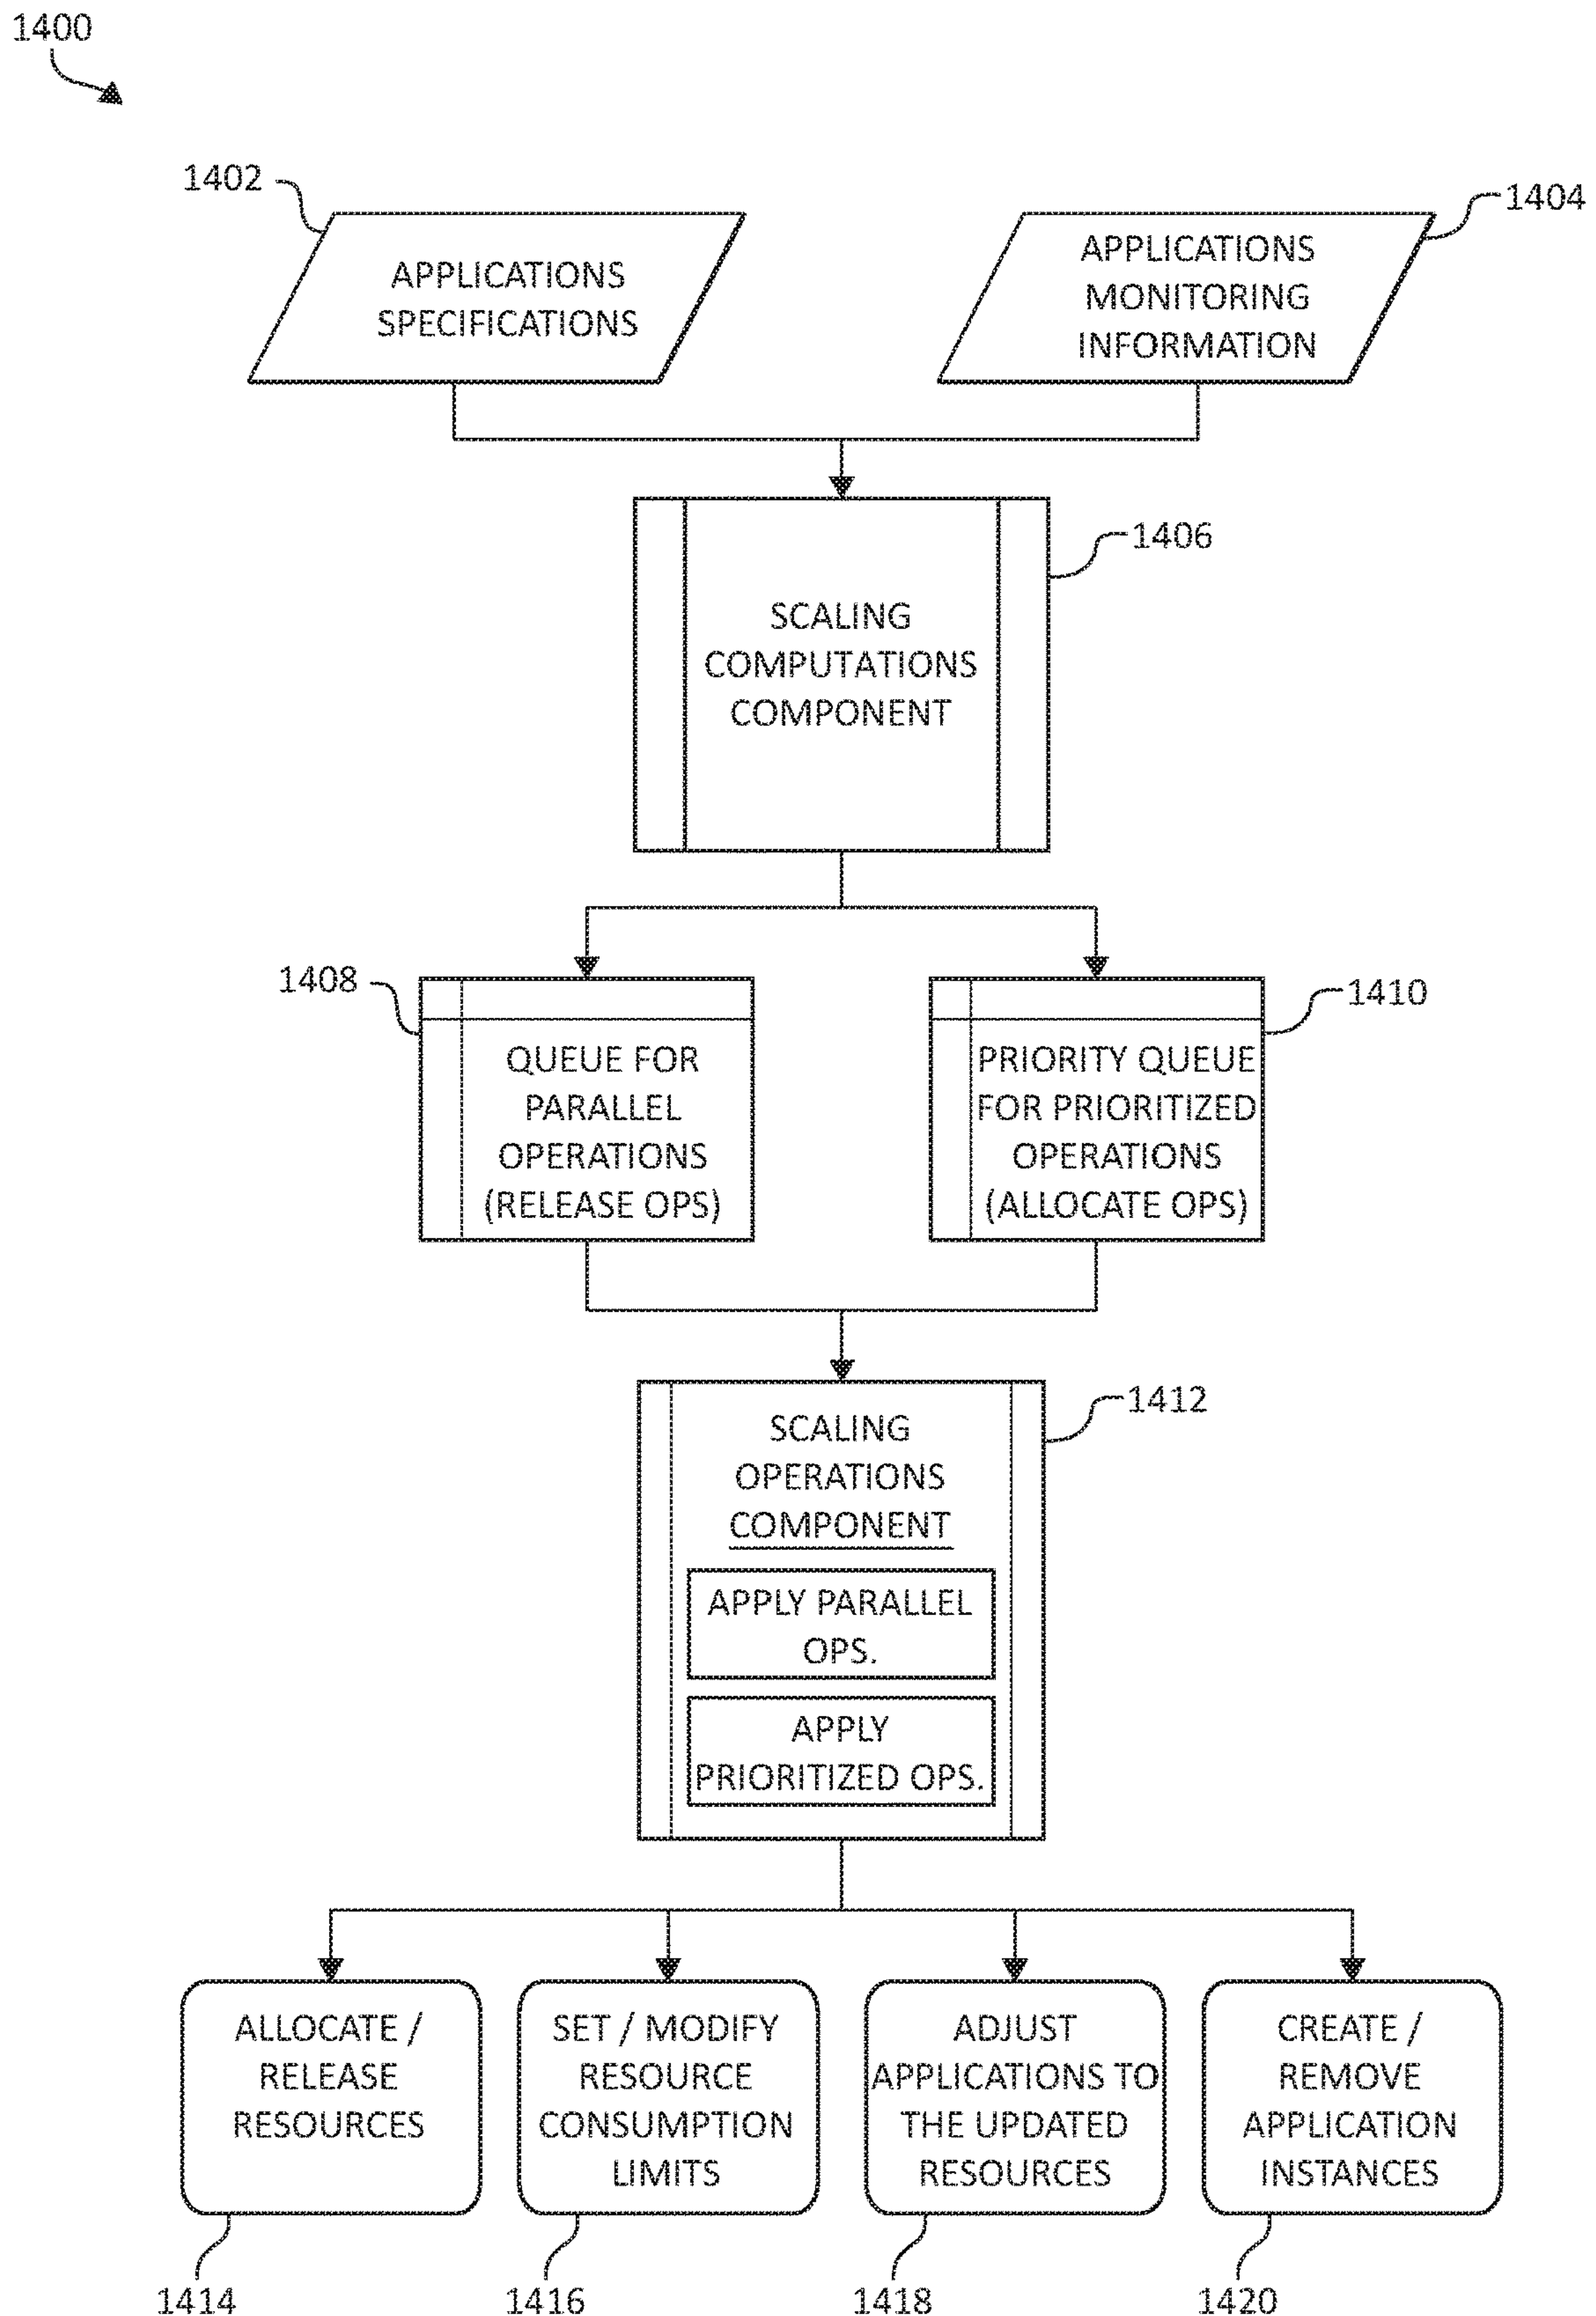 1400
1402
1404
APPLICATIONS
SPECIFICATIONS
APPLICATIONS
MONITORING
INFORMATION
1406
SCALING
COMPUTATIONS
COMPONENT
1408
1410
QUEUE FOR
PARALLEL
OPERATIONS
(RELEASE OPS)
PRIORITY QUEUE
FOR PRIORITIZED
OPERATIONS
(ALLOCATE OPS)
1412
SCALING
OPERATIONS
COMPONENT
APPLY PARALLEL
OPS.
APPLY
PRIORITIZED OPS.
ALLOCATE /
RELEASE
RESOURCES
SET / MODIFY
RESOURCE
CONSUMPTION
LIMITS
ADJUST
APPLICATIONS TO
THE UPDATED
RESOURCES
CREATE /
REMOVE
APPLICATION
INSTANCES
1414
1416
1418
1420